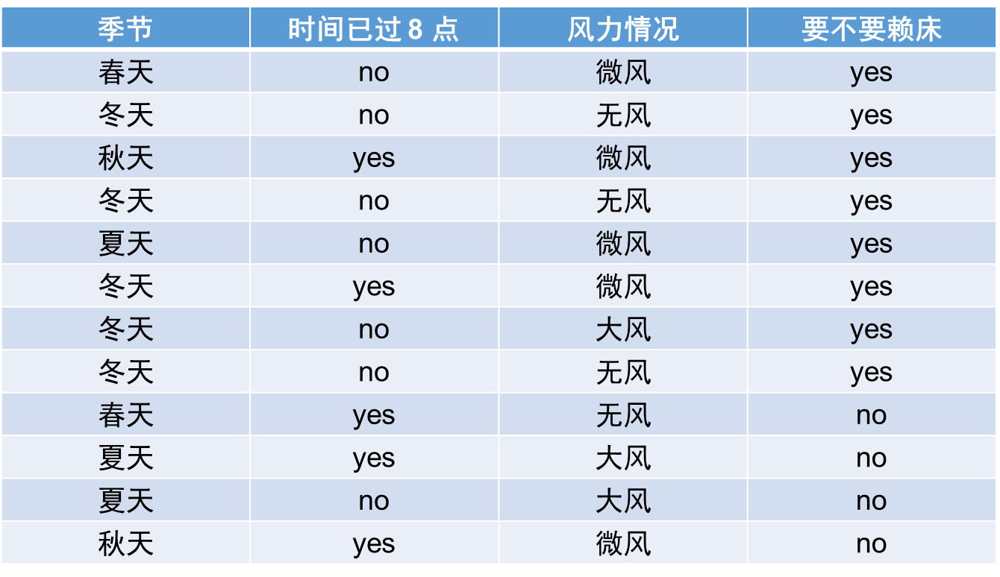 季节 时间已过 8 点 风力情况 要不要赖床
春天 no 微风 yes
冬天 no 无风 yes
秋天 yes 微风 yes
冬天 no 无风 yes
夏天 no 微风 yes
冬天 yes 微风 yes
冬天 no 大风 yes
冬天 no 无风 yes
春天 yes 无风 no
夏天 yes 大风 no
夏天 no 大风 no
秋天 yes 微风 no